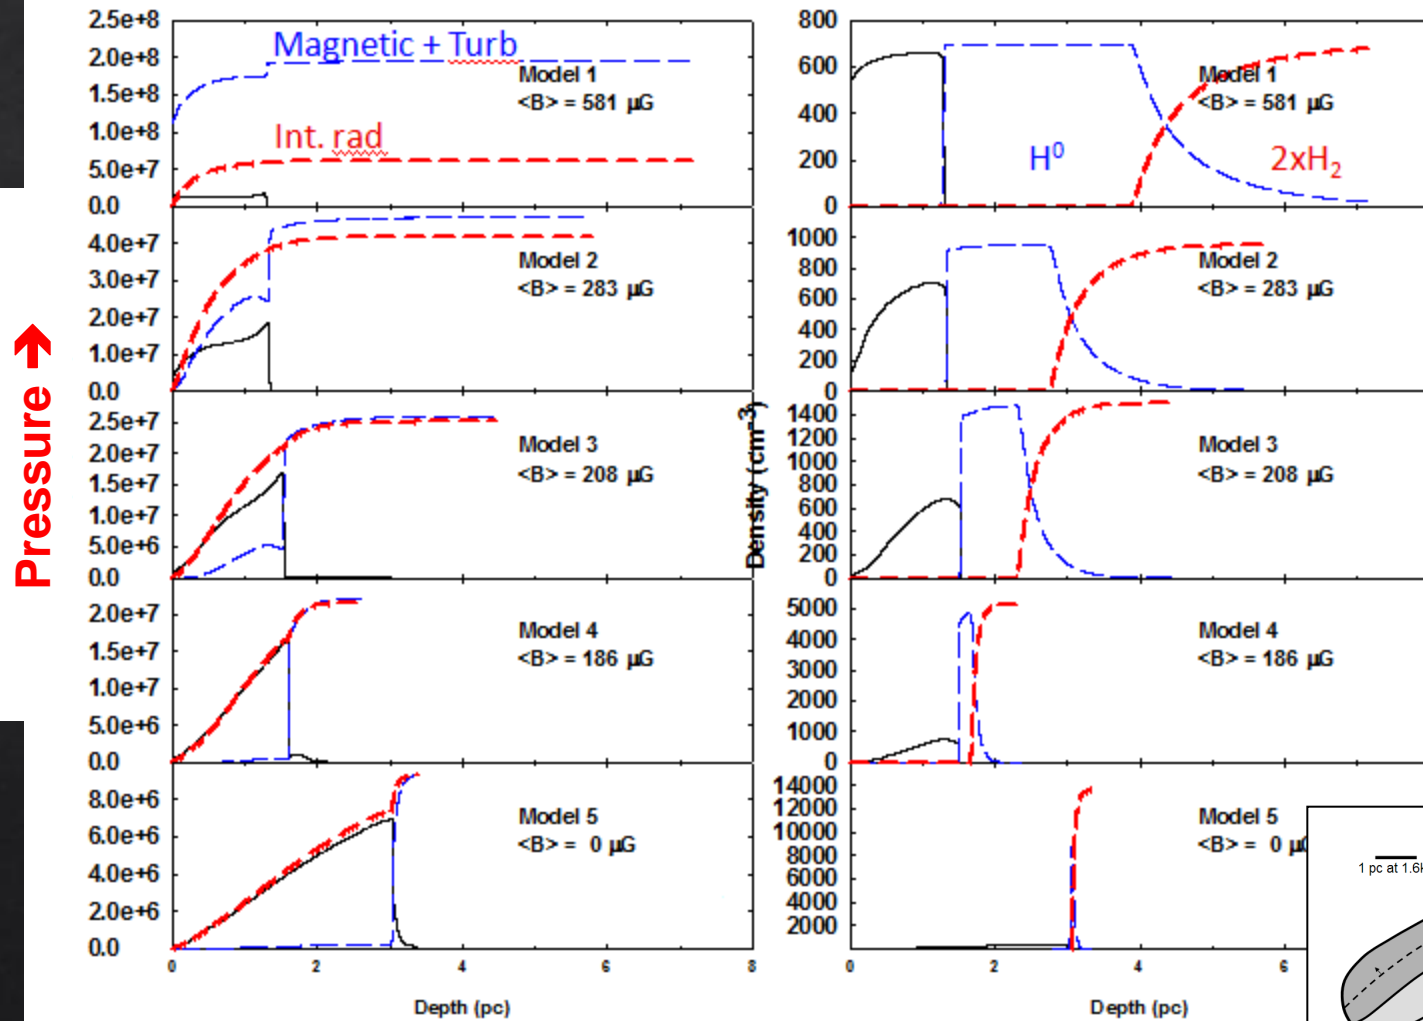 Pressure →
2.5e+8
2.0e+8
1.5e+8
1.0e+8
5.0e+7
0.0
Magnetic + Turb
Int. rad
Model 1
<B> = 581 µG
4.0e+7
3.0e+7
2.0e+7
1.0e+7
0.0
Model 2
<B> = 283 µG
2.5e+7
2.0e+7
1.5e+7
1.0e+7
5.0e+6
0.0
Model 3
<B> = 208 µG
2.0e+7
1.5e+7
1.0e+7
5.0e+6
0.0
Model 4
<B> = 186 µG
8.0e+6
6.0e+6
4.0e+6
2.0e+6
0.0
Model 5
<B> = 0 µG
0 2 4 6 8
Depth (pc)
Density (cm⁻³)
800
600
400
200
0
Model 1
<B> = 581 µG
H⁰
2xH₂
1000
800
600
400
200
0
Model 2
<B> = 283 µG
1400
1200
1000
800
600
400
200
0
Model 3
<B> = 208 µG
5000
4000
3000
2000
1000
0
Model 4
<B> = 186 µG
14000
12000
10000
8000
6000
4000
2000
Model 5
<B> = 0 µ
0 2 4 6
Depth (pc)
1 pc at 1.6